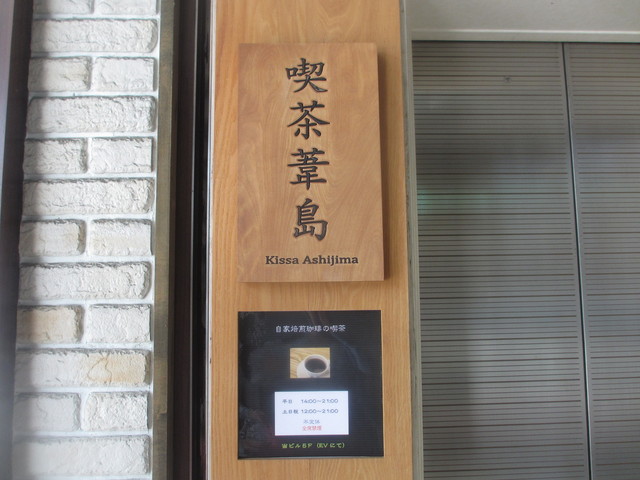 喫茶葦島
Kissa Ashijima
自家焙煎珈琲の喫茶
平日 14:00~21:00
土日祝 12:00~21:00
不定休
全席禁煙
当ビル5F (EVにて)